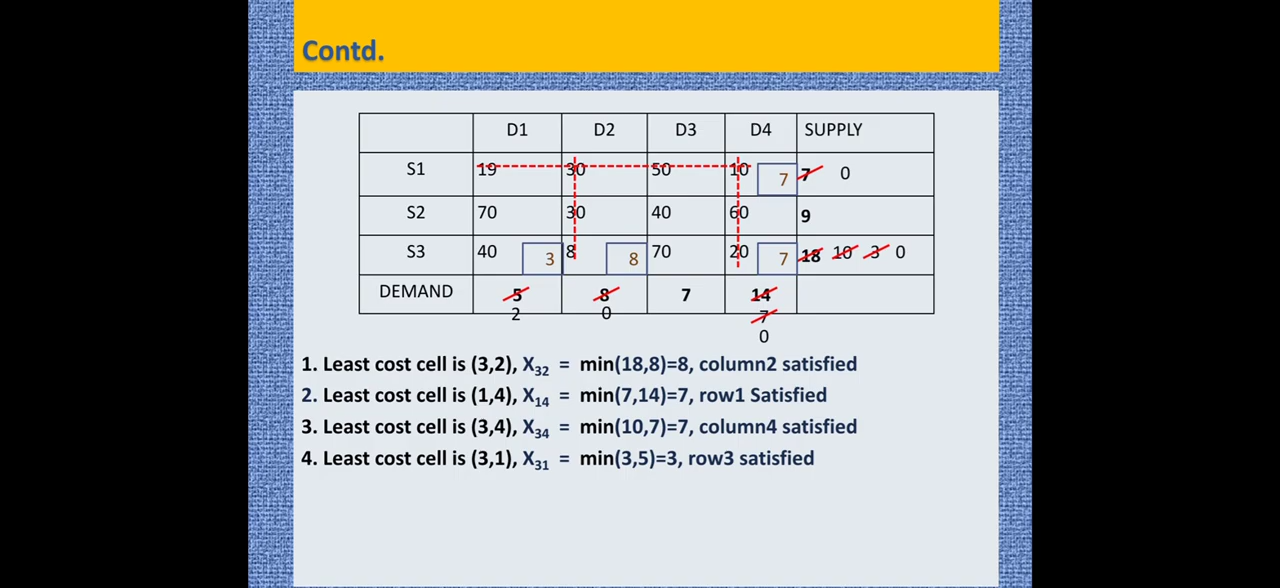 Contd.
D1 D2 D3 D4 SUPPLY
S1 19 30 50 10 7 7 0
S2 70 30 40 60 9
S3 40 3 8 8 70 20 7 18 10 3 0
DEMAND 5 8 7 14
2 0 7
0
1. Least cost cell is (3,2), X32 = min(18,8)=8, column2 satisfied
2. Least cost cell is (1,4), X14 = min(7,14)=7, row1 Satisfied
3. Least cost cell is (3,4), X34 = min(10,7)=7, column4 satisfied
4. Least cost cell is (3,1), X31 = min(3,5)=3, row3 satisfied